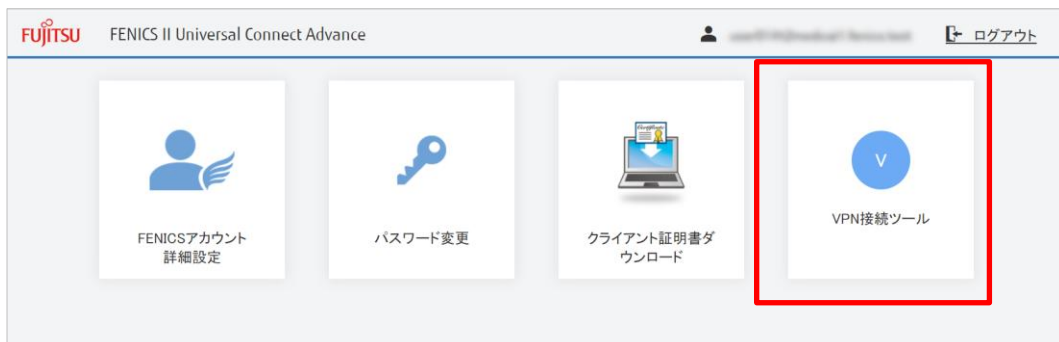 FUJITSU FENICS II Universal Connect Advance ログアウト
Certificate
V
VPN接続ツール
FENICSアカウント
詳細設定
パスワード変更
クライアント証明書ダ
ウンロード